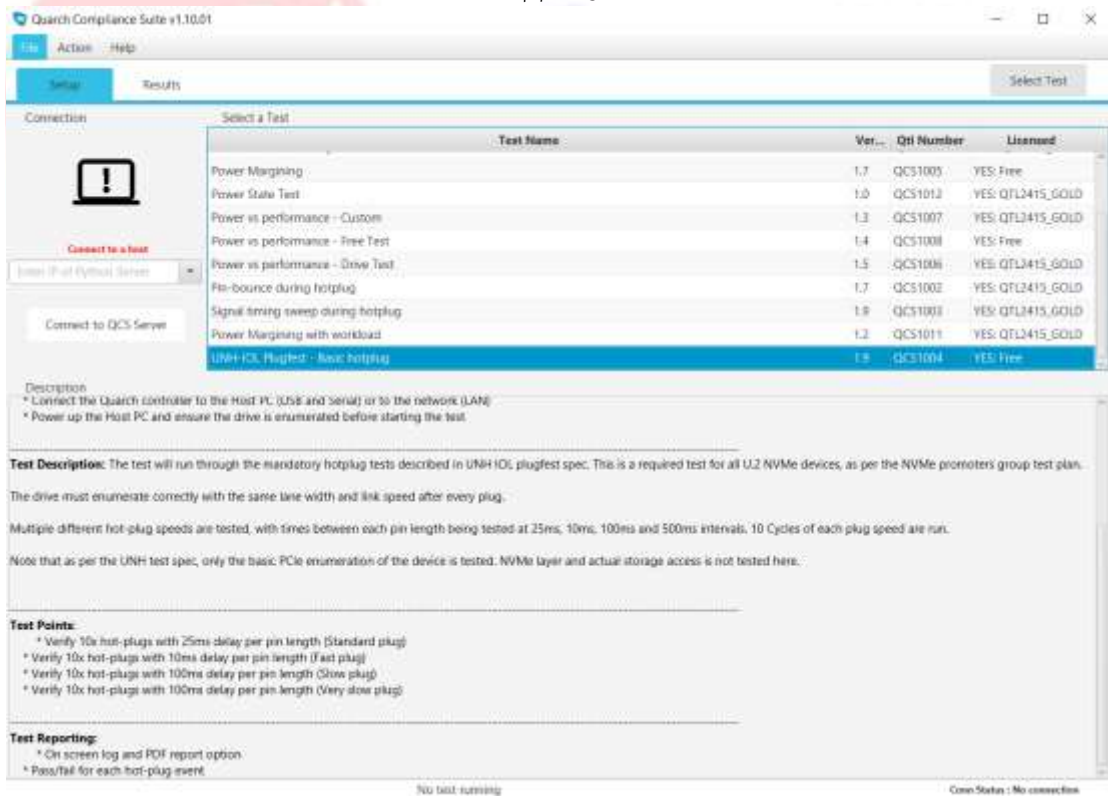 Quarch Compliance Suite v1.10.01
File Action Help
Setup Results Select Test
Connection Select a Test
Test Name Ver... Qtl Number Licensed
Power Margining 1.7 QCS1005 YES: Free
Power State Test 1.0 QCS1012 YES: QTL2415_GOLD
Power vs performance - Custom 1.3 QCS1007 YES: QTL2415_GOLD
Power vs performance - Free Test 1.4 QCS1008 YES: Free
Power vs performance - Drive Test 1.5 QCS1006 YES: QTL2415_GOLD
Pin-bounce during hotplug 1.7 QCS1002 YES: QTL2415_GOLD
Signal timing sweep during hotplug 1.9 QCS1003 YES: QTL2415_GOLD
Power Margining with workload 1.2 QCS1011 YES: QTL2415_GOLD
UNH-IOL Plugfest - Basic hotplug 1.9 QCS1004 YES: Free
Connect to a host
Enter IP of Python Server
Connect to QCS Server
Description
* Connect the Quarch controller to the Host PC (USB and Serial) or to the network (LAN)
* Power up the Host PC and ensure the drive is enumerated before starting the test
Test Description: The test will run through the mandatory hotplug tests described in UNH IOL plugfest spec. This is a required test for all U.2 NVMe devices, as per the NVMe promoters group test plan.
The drive must enumerate correctly with the same lane width and link speed after every plug.
Multiple different hot-plug speeds are tested, with times between each pin length being tested at 25ms, 10ms, 100ms and 500ms intervals. 10 Cycles of each plug speed are run.
Note that as per the UNH test spec, only the basic PCIe enumeration of the device is tested. NVMe layer and actual storage access is not tested here.
Test Points:
* Verify 10x hot-plugs with 25ms delay per pin length (Standard plug)
* Verify 10x hot-plugs with 10ms delay per pin length (Fast plug)
* Verify 10x hot-plugs with 100ms delay per pin length (Slow plug)
* Verify 10x hot-plugs with 100ms delay per pin length (Very slow plug)
Test Reporting:
* On screen log and PDF report option
* Pass/fail for each hot-plug event
No test running Conn Status : No connection